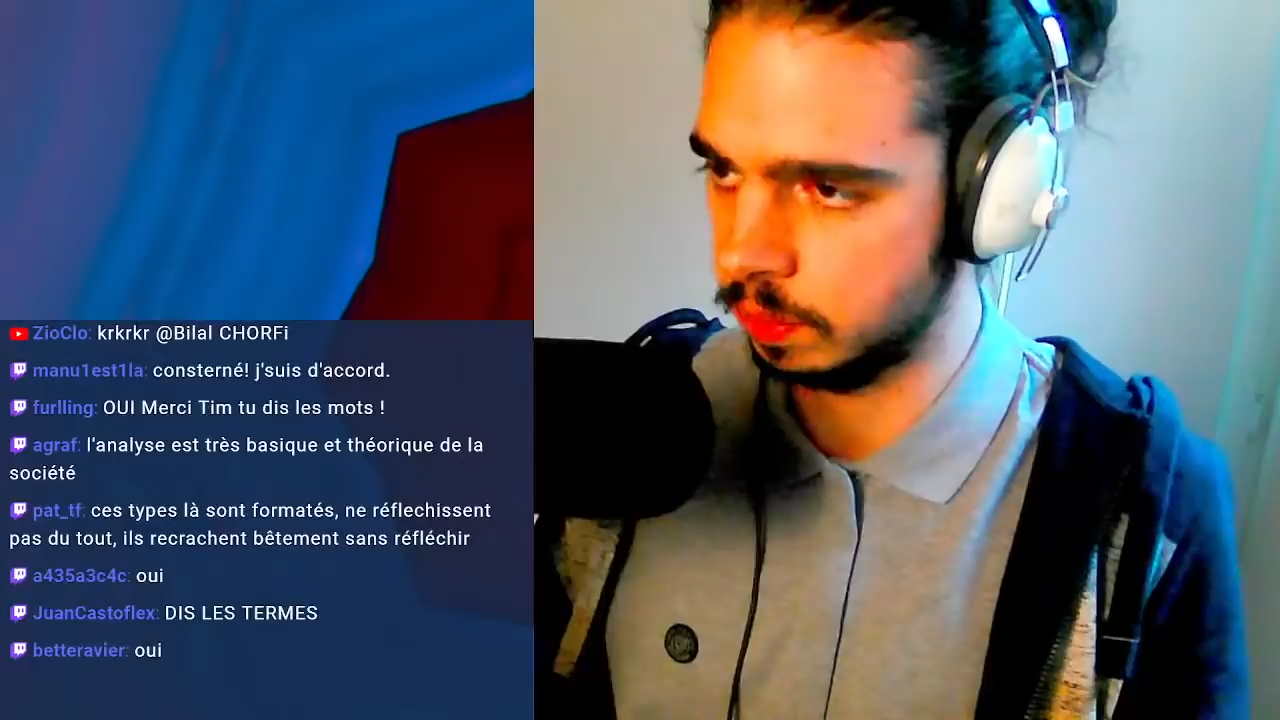 ZioClo: krkrkr @Bilal CHORFi
manu1est1la: consterné! j'suis d'accord.
furlling: OUI Merci Tim tu dis les mots !
agraf: l'analyse est très basique et théorique de la
société
pat_tf: ces types là sont formatés, ne réflechissent
pas du tout, ils recrachent bêtement sans réfléchir
a435a3c4c: oui
JuanCastoflex: DIS LES TERMES
betteravier: oui